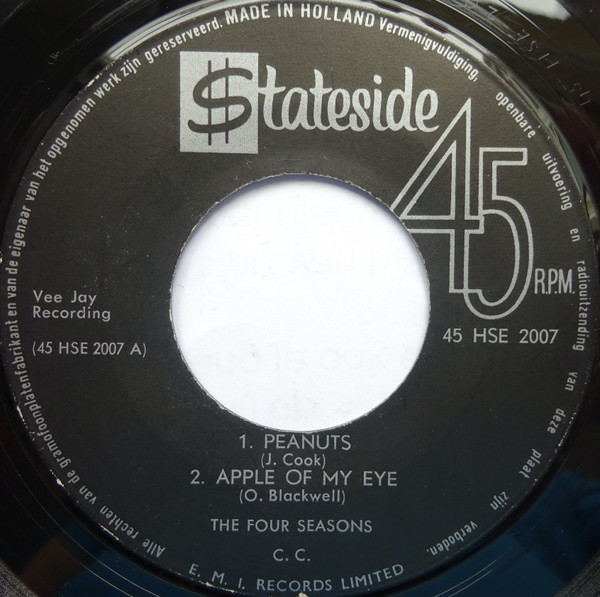 Alle rechten van de gramofoonplatenfabrikant en van de eigenaar van het opgenomen werk zijn gereserveerd. MADE IN HOLLAND Vermenigvuldiging, openbare uitvoering en radiouitzending van deze plaat zijn verboden.
$tateside
45
R.P.M.
Vee Jay
Recording
(45 HSE 2007 A)
45 HSE 2007
1. PEANUTS
(J. Cook)
2. APPLE OF MY EYE
(O. Blackwell)
THE FOUR SEASONS
C. C.
E. M. I. RECORDS LIMITED